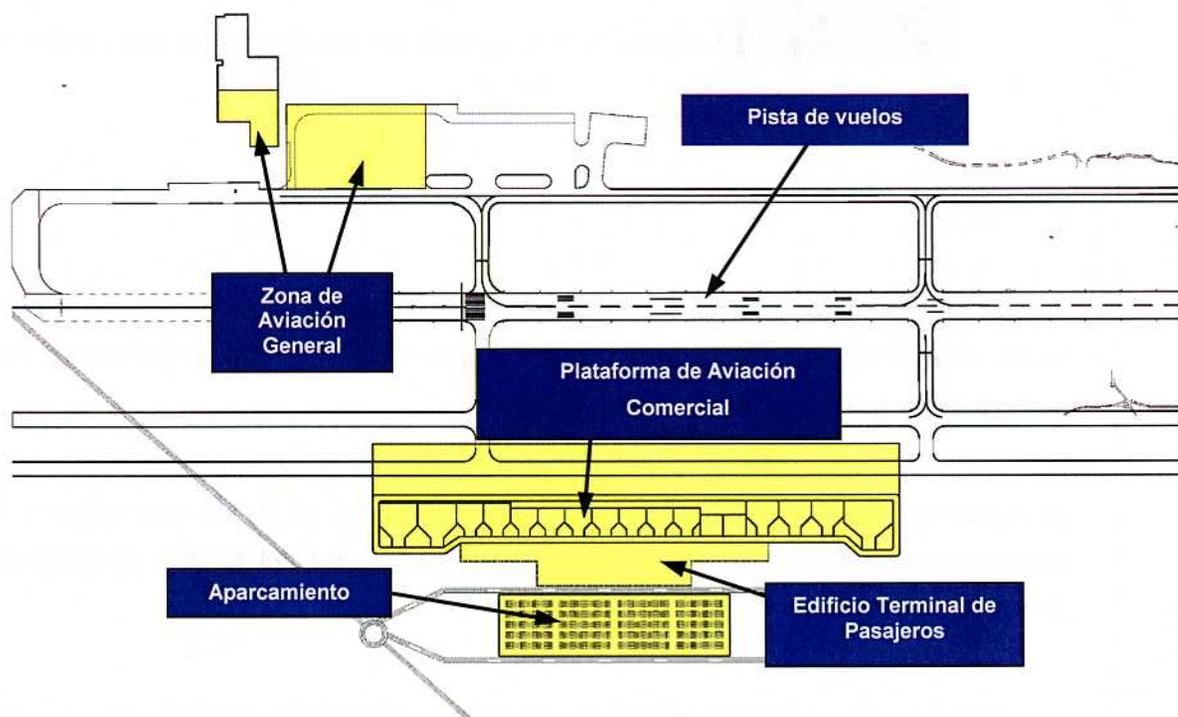 Pista de vuelos
Zona de
Aviación
General
Plataforma de Aviación
Comercial
Aparcamiento
Edificio Terminal de
Pasajeros